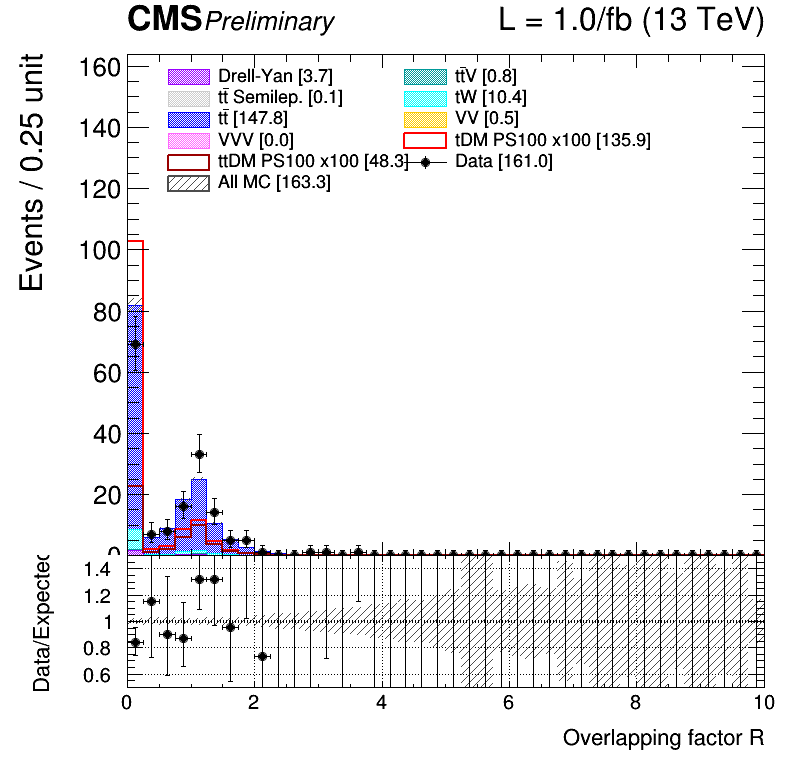 CMS Preliminary L = 1.0/fb (13 TeV)
Events / 0.25 unit
160
140
120
100
80
60
40
20
0
Drell-Yan [3.7]
tt̄ Semilep. [0.1]
tt̄ [147.8]
VVV [0.0]
ttDM PS100 x100 [48.3]
All MC [163.3]
tt̄V [0.8]
tW [10.4]
VV [0.5]
tDM PS100 x100 [135.9]
Data [161.0]
Data/Expected
1.4
1.2
1
0.8
0.6
0 2 4 6 8 10
Overlapping factor R